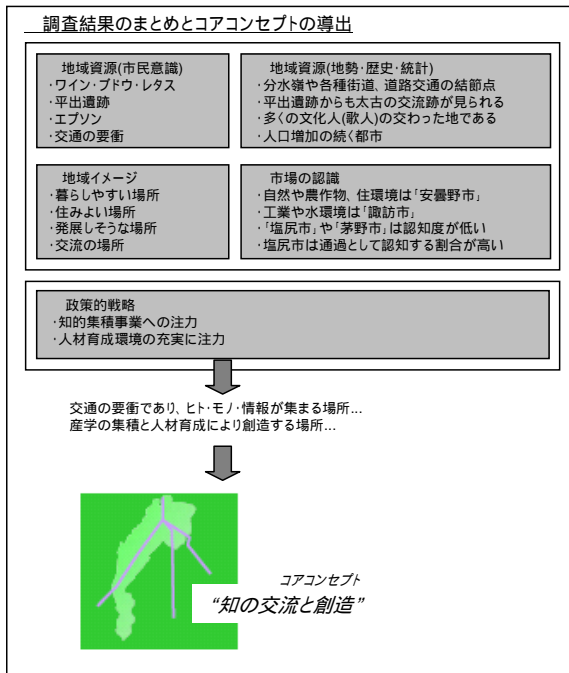 調査結果のまとめとコアコンセプトの導出
地域資源(市民意識)
・ワイン・ブドウ・レタス
・平出遺跡
・エプソン
・交通の要衝
地域資源(地勢・歴史・統計)
・分水嶺や各種街道、道路交通の結節点
・平出遺跡からも太古の交流跡が見られる
・多くの文化人(歌人)の交わった地である
・人口増加の続く都市
地域イメージ
・暮らしやすい場所
・住みよい場所
・発展しそうな場所
・交流の場所
市場の認識
・自然や農作物、住環境は「安曇野市」
・工業や水環境は「諏訪市」
・「塩尻市」や「茅野市」は認知度が低い
・塩尻市は通過として認知する割合が高い
政策的戦略
・知的集積事業への注力
・人材育成環境の充実に注力
交通の要衝であり、ヒト・モノ・情報が集まる場所...
産学の集積と人材育成により創造する場所...
コアコンセプト
“知の交流と創造”